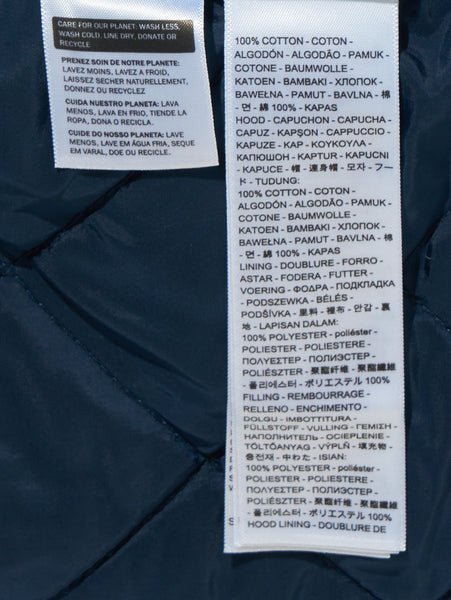 CARE FOR OUR PLANET: WASH LESS,
WASH COLD, LINE DRY, DONATE OR
RECYCLE
PRENEZ SOIN DE NOTRE PLANETE:
LAVEZ MOINS, LAVEZ A FROID,
LAISSEZ SECHER NATURELLEMENT,
DONNEZ OU RECYCLEZ
CUIDA NUESTRO PLANETA: LAVA
MENOS, LAVA EN FRIO, TIENDE LA
ROPA, DONA O RECICLA.
CUIDE DO NOSSO PLANETA: LAVE
MENOS, LAVE EM ÁGUA FRIA, SEQUE
EM VARAL, DOE OU RECICLE.
100% COTTON - COTON -
ALGODÓN - ALGODÃO - PAMUK -
COTONE - BAUMWOLLE -
KATOEN - BAMBAKI - ХЛОПОК -
BAWEŁNA - PAMUT - BAVLNA - 棉
- 면 - 綿 100% - KAPAS
HOOD - CAPUCHON - CAPUCHA -
CAPUZ - KAPŞON - CAPPUCCIO -
KAPUZE - KAP - ΚΟΥΚΟΥΛΑ -
КАПЮШОН - KAPTUR - KAPUCNI
- KAPUCE - 帽 - 連身帽 - 모자 - フー
ド - TUDUNG:
100% COTTON - COTON -
ALGODÓN - ALGODÃO - PAMUK -
COTONE - BAUMWOLLE -
KATOEN - BAMBAKI - ХЛОПОК -
BAWEŁNA - PAMUT - BAVLNA - 棉
- 면 - 綿 100% - KAPAS
LINING - DOUBLURE - FORRO -
ASTAR - FODERA - FUTTER -
VOERING - ΦΟΔΡΑ - ПОДКЛАДКА
- PODSZEWKA - BÉLÉS -
PODŠÍVKA - 里料 - 裡布 - 안감 - 裏
地 - LAPISAN DALAM:
100% POLYESTER - poliéster -
POLIESTER - POLIESTERE -
POLYESTER - ПОЛИЭСТЕР -
POLIÉSZTER - 聚酯纖維 - 聚酯纖維
- 폴리에스터 - ポリエステル 100%
FILLING - REMBOURRAGE -
RELLENO - ENCHIMENTO -
DOLGU - IMBOTTITURA -
FÜLLSTOFF - VULLING - ΓΕΜΙΣΗ -
НАПОЛНИТЕЛЬ - OCIEPLENIE -
TÖLTŐANYAG - VÝPLŇ - 填充物 -
충전재 - 中わた - ISIAN:
100% POLYESTER - poliéster -
POLIESTER - POLIESTERE -
POLYESTER - ПОЛИЭСТЕР -
POLIÉSZTER - 聚酯纖維 - 聚酯纖維
- 폴리에스터 - ポリエステル 100%
HOOD LINING - DOUBLURE DE